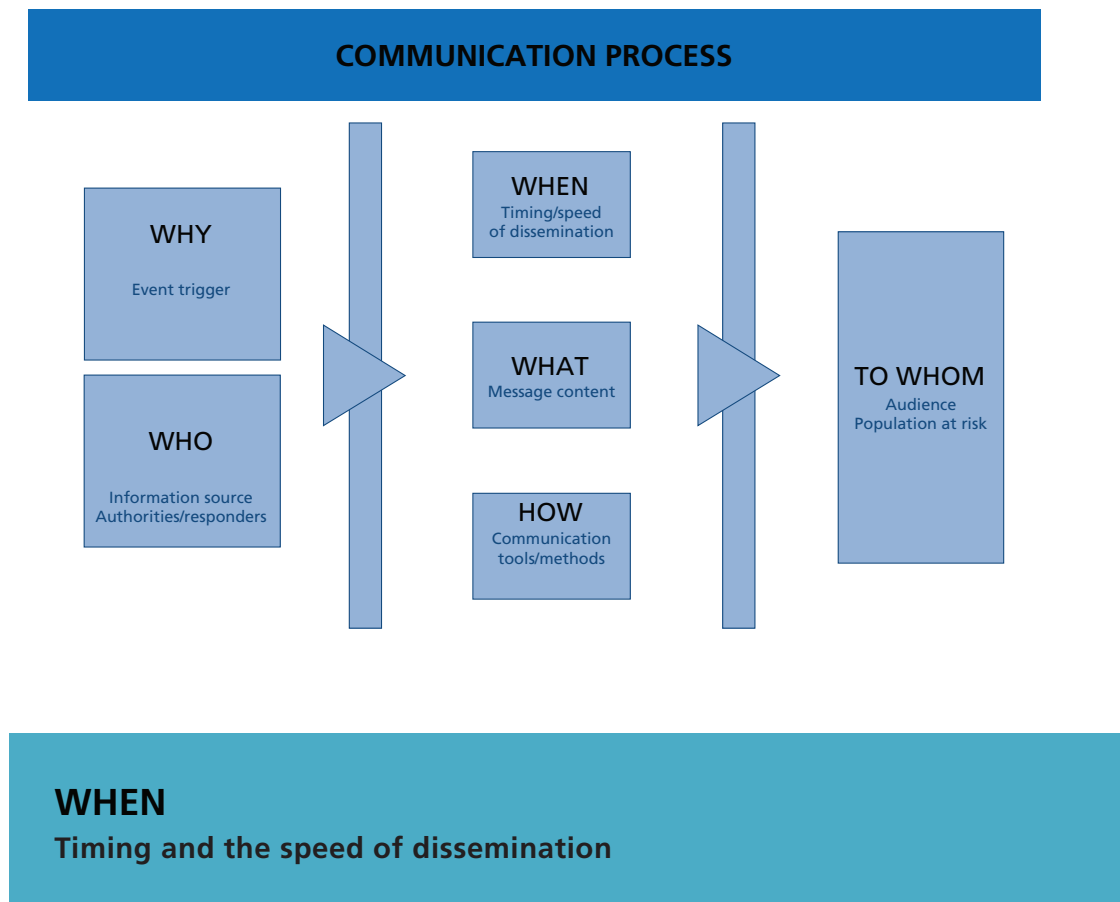 COMMUNICATION PROCESS
WHY
Event trigger
WHO
Information source
Authorities/responders
WHEN
Timing/speed
of dissemination
WHAT
Message content
HOW
Communication
tools/methods
TO WHOM
Audience
Population at risk
WHEN
Timing and the speed of dissemination